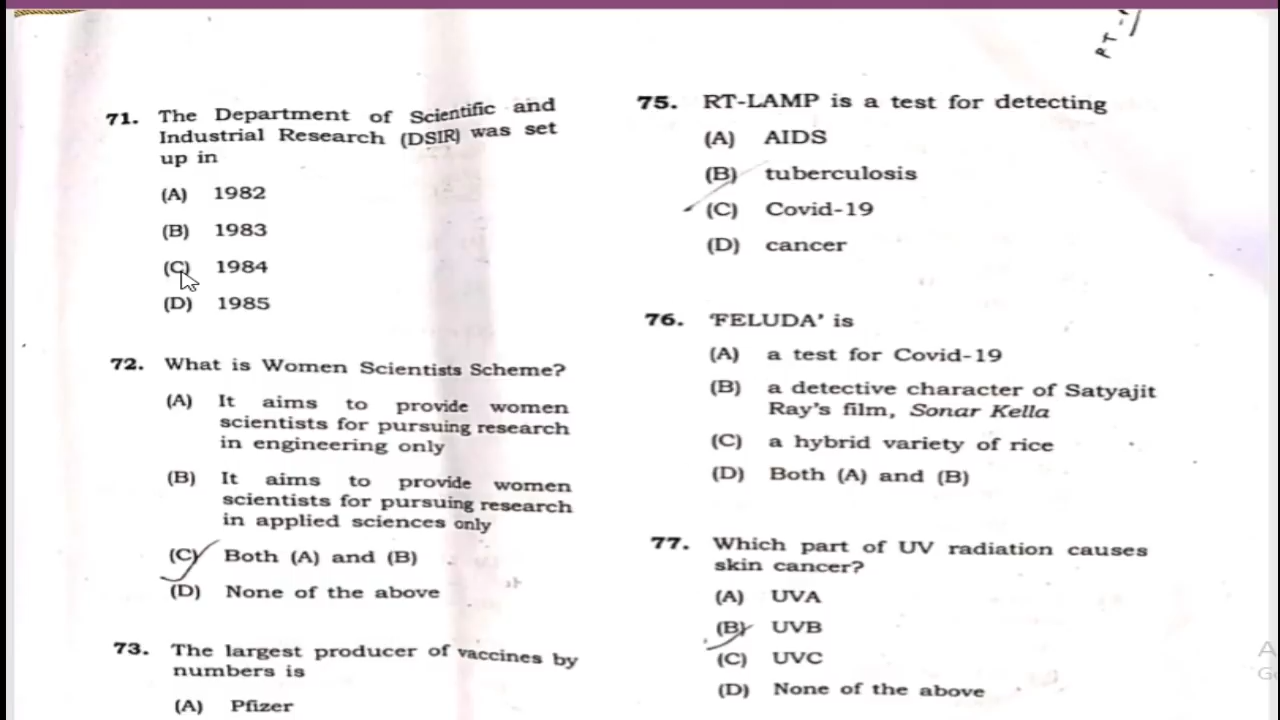 PT -
71. The Department of Scientific and
Industrial Research (DSIR) was set
up in
(A) 1982
(B) 1983
(C) 1984
(D) 1985
72. What is Women Scientists Scheme?
(A) It aims to provide women
scientists for pursuing research
in engineering only
(B) It aims to provide women
scientists for pursuing research
in applied sciences only
(C) Both (A) and (B)
(D) None of the above
73. The largest producer of vaccines by
numbers is
(A) Pfizer
75. RT-LAMP is a test for detecting
(A) AIDS
(B) tuberculosis
(C) Covid-19
(D) cancer
76. 'FELUDA' is
(A) a test for Covid-19
(B) a detective character of Satyajit
Ray's film, Sonar Kella
(C) a hybrid variety of rice
(D) Both (A) and (B)
77. Which part of UV radiation causes
skin cancer?
(A) UVA
(B) UVB
(C) UVC
(D) None of the above